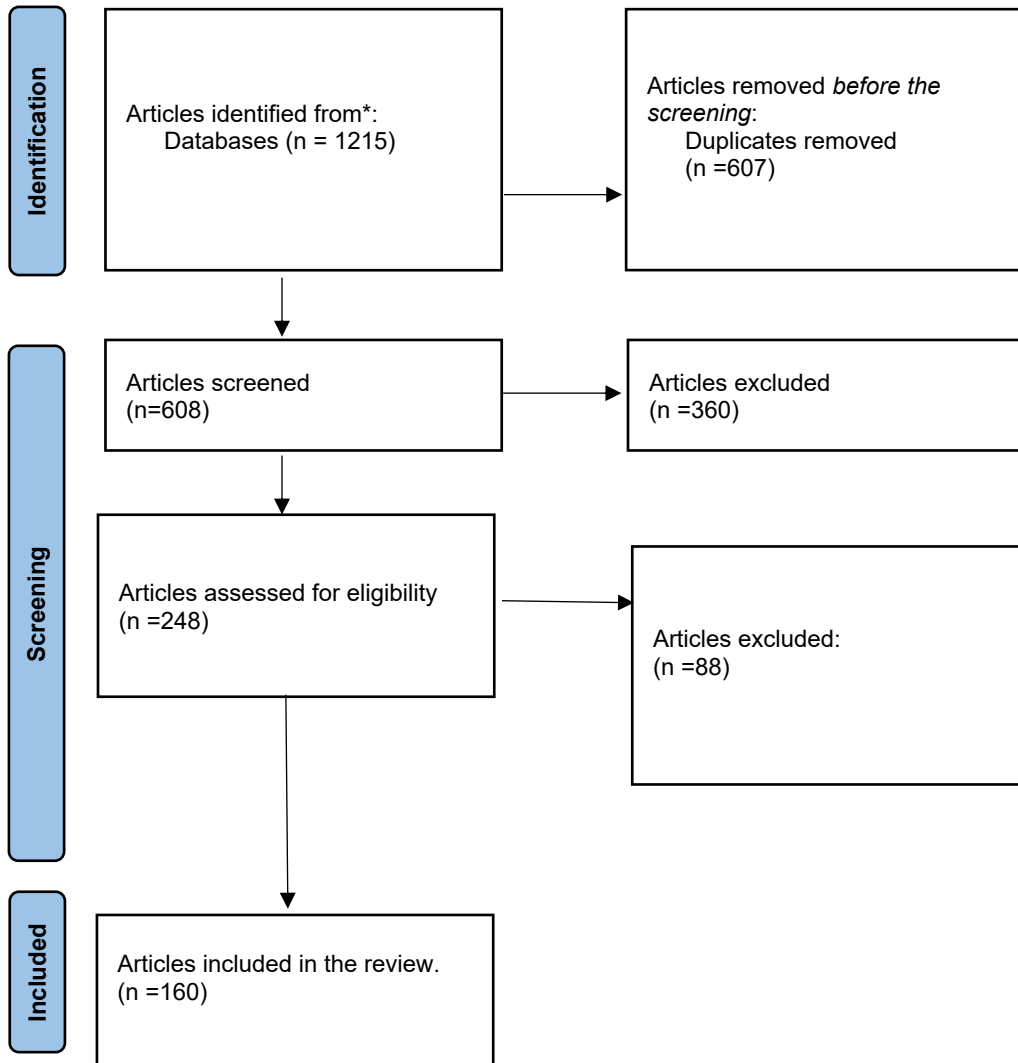 Identification
Articles identified from*:
Databases (n = 1215)
Articles removed before the
screening:
Duplicates removed
(n =607)
Screening
Articles screened
(n=608)
Articles excluded
(n =360)
Articles assessed for eligibility
(n =248)
Articles excluded:
(n =88)
Included
Articles included in the review.
(n =160)